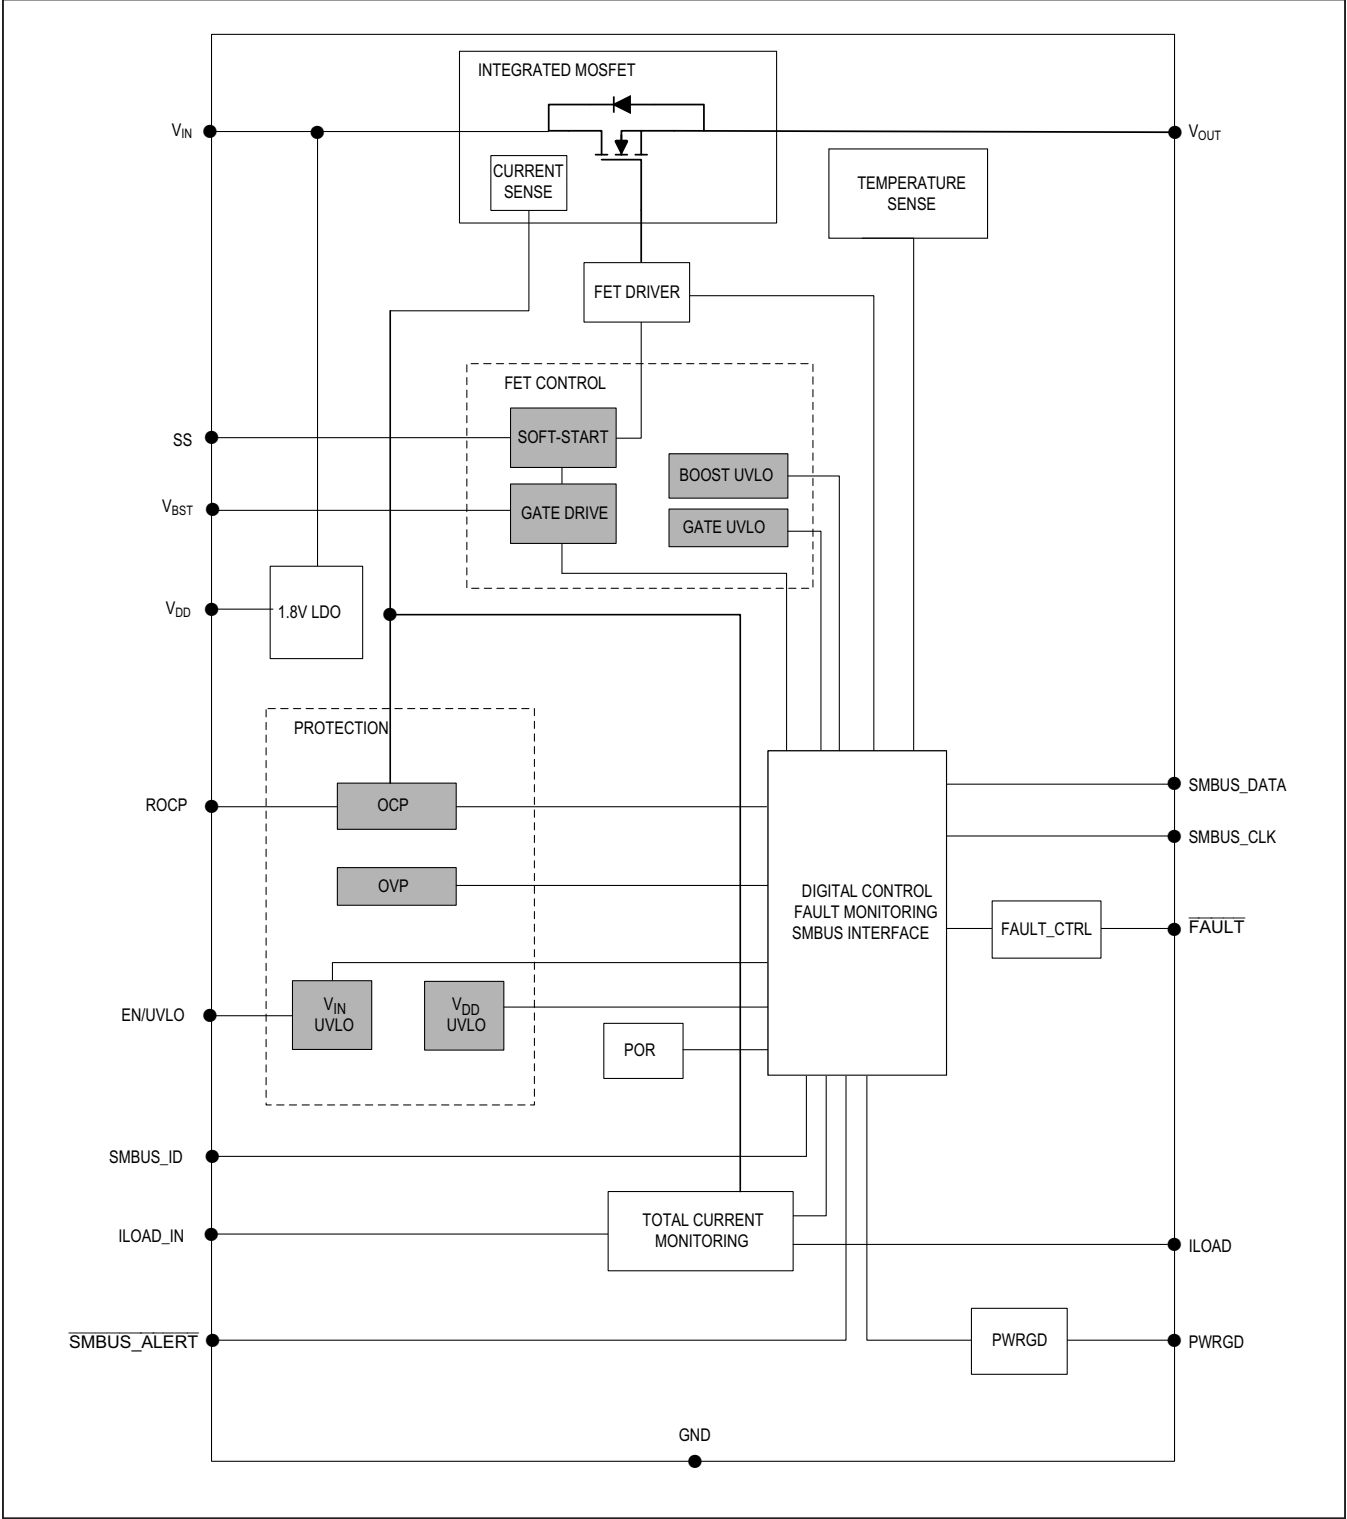 INTEGRATED MOSFET
VIN
VOUT
CURRENT
SENSE
TEMPERATURE
SENSE
FET DRIVER
FET CONTROL
SS
SOFT-START
BOOST UVLO
VBST
GATE DRIVE
GATE UVLO
VDD
1.8V LDO
PROTECTION
ROCP
OCP
SMBUS_DATA
SMBUS_CLK
OVP
DIGITAL CONTROL
FAULT MONITORING
SMBUS INTERFACE
FAULT_CTRL
FAULT
EN/UVLO
VIN
UVLO
VDD
UVLO
POR
SMBUS_ID
ILOAD_IN
TOTAL CURRENT
MONITORING
ILOAD
SMBUS_ALERT
PWRGD
PWRGD
GND